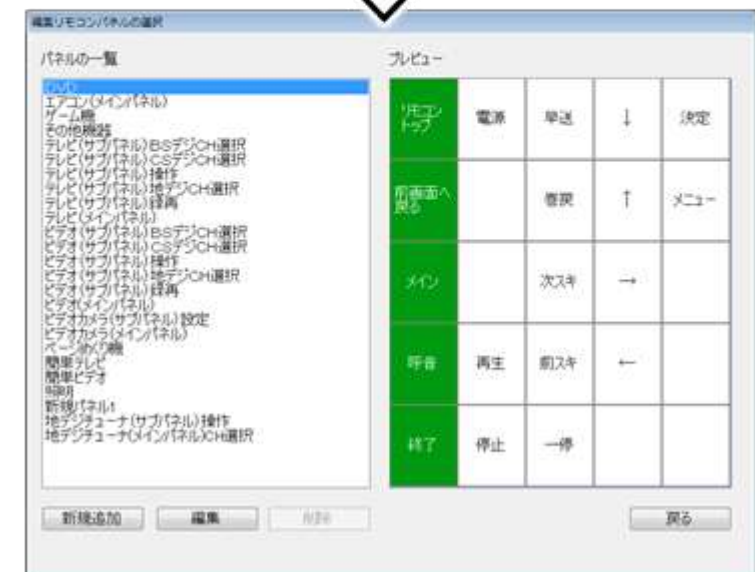 編集リモコンパネルの選択
パネルの一覧
プレビュー
DVD
エアコン(メインパネル)
ゲーム機
その他機器
テレビ(サブパネル)BSデジCH選択
テレビ(サブパネル)CSデジCH選択
テレビ(サブパネル)操作
テレビ(サブパネル)地デジCH選択
テレビ(サブパネル)録再
テレビ(メインパネル)
ビデオ(サブパネル)BSデジCH選択
ビデオ(サブパネル)CSデジCH選択
ビデオ(サブパネル)操作
ビデオ(サブパネル)地デジCH選択
ビデオ(サブパネル)録再
ビデオ(メインパネル)
ビデオカメラ(サブパネル)設定
ビデオカメラ(メインパネル)
ページめくり機
簡単テレビ
簡単ビデオ
照明
新規パネル1
地デジチューナ(サブパネル)操作
地デジチューナ(メインパネル)CH選択
リモコン
トップ
電源
早送
↓
決定
前画面へ
戻る
巻戻
↑
メニュー
メイン
次スキ
→
呼音
再生
前スキ
←
終了
停止
一停
新規追加
編集
削除
戻る